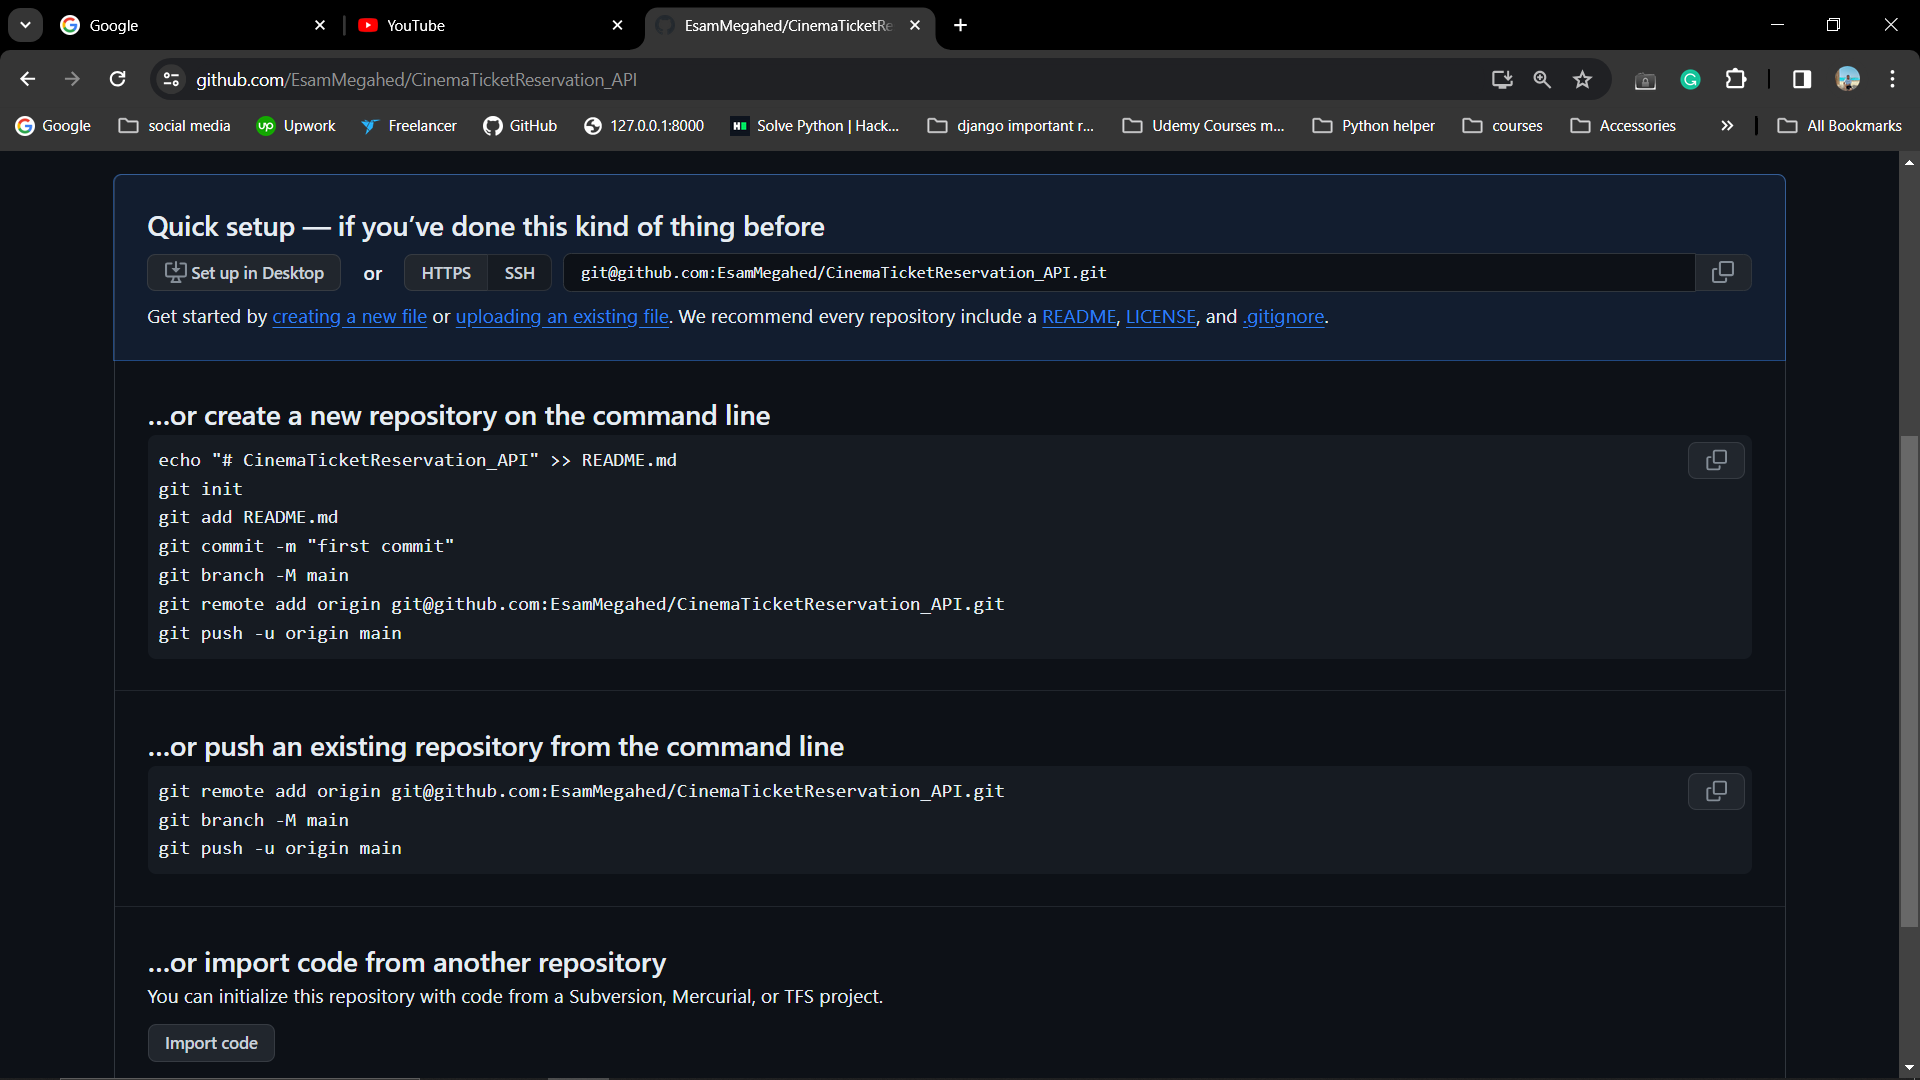 Google
YouTube
EsamMegahed/CinemaTicketRe
github.com/EsamMegahed/CinemaTicketReservation_API
Google
social media
Upwork
Freelancer
GitHub
127.0.0.1:8000
Solve Python | Hack...
django important r...
Udemy Courses m...
Python helper
courses
Accessories
All Bookmarks
Quick setup — if you’ve done this kind of thing before
Set up in Desktop
or
HTTPS
SSH
git@github.com:EsamMegahed/CinemaTicketReservation_API.git
Get started by creating a new file or uploading an existing file. We recommend every repository include a README, LICENSE, and .gitignore.
…or create a new repository on the command line
echo "# CinemaTicketReservation_API" >> README.md
git init
git add README.md
git commit -m "first commit"
git branch -M main
git remote add origin git@github.com:EsamMegahed/CinemaTicketReservation_API.git
git push -u origin main
…or push an existing repository from the command line
git remote add origin git@github.com:EsamMegahed/CinemaTicketReservation_API.git
git branch -M main
git push -u origin main
…or import code from another repository
You can initialize this repository with code from a Subversion, Mercurial, or TFS project.
Import code